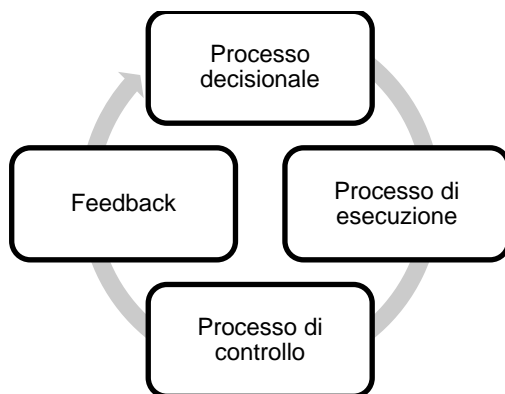 Processo
decisionale
Processo di
esecuzione
Processo di
controllo
Feedback